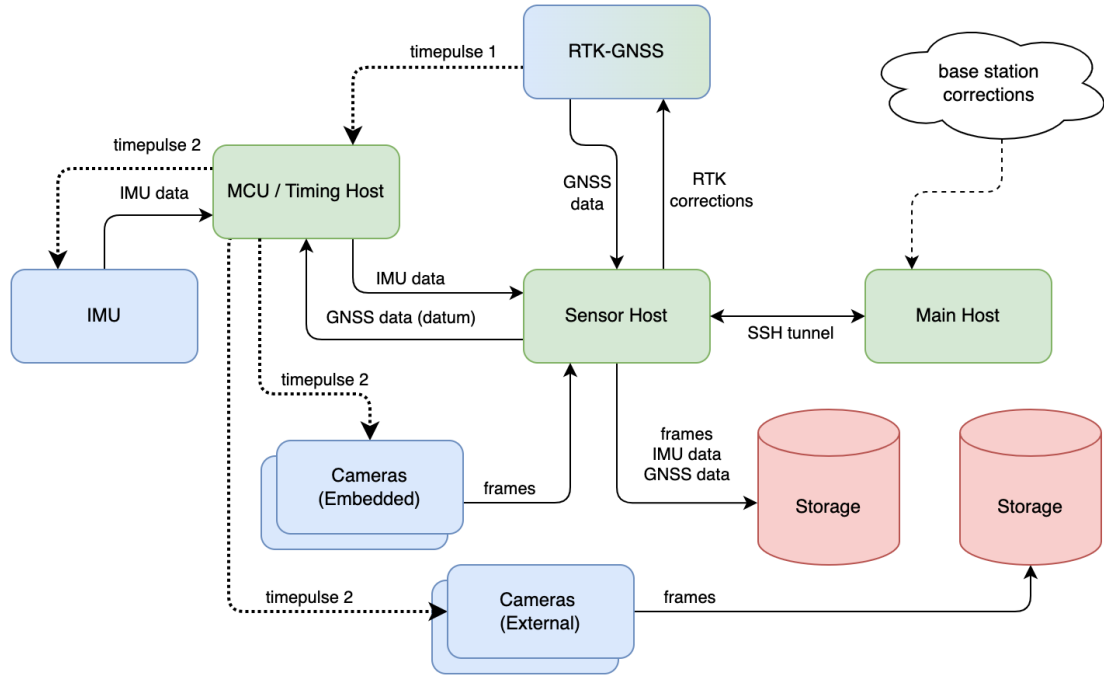 timepulse 1
RTK-GNSS
base station
corrections
timepulse 2
IMU data
MCU / Timing Host
GNSS
data
RTK
corrections
IMU
IMU data
GNSS data (datum)
Sensor Host
SSH tunnel
Main Host
timepulse 2
Cameras
(Embedded)
frames
frames
IMU data
GNSS data
Storage
Storage
timepulse 2
Cameras
(External)
frames